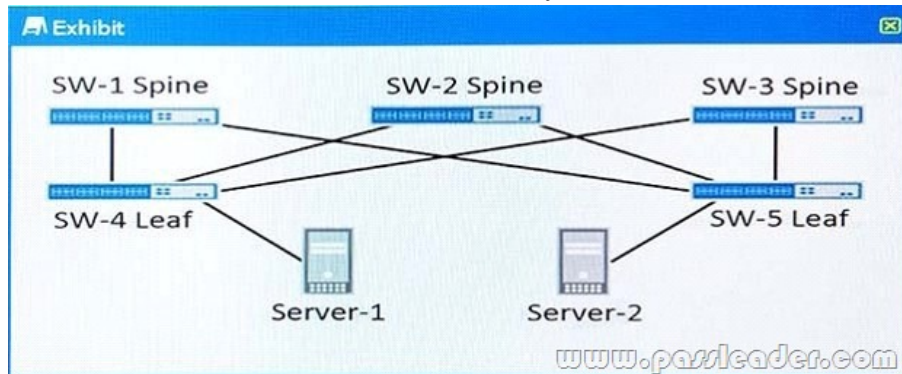 Exhibit
SW-1 Spine
SW-2 Spine
SW-3 Spine
SW-4 Leaf
SW-5 Leaf
Server-1
Server-2
www.passleader.com